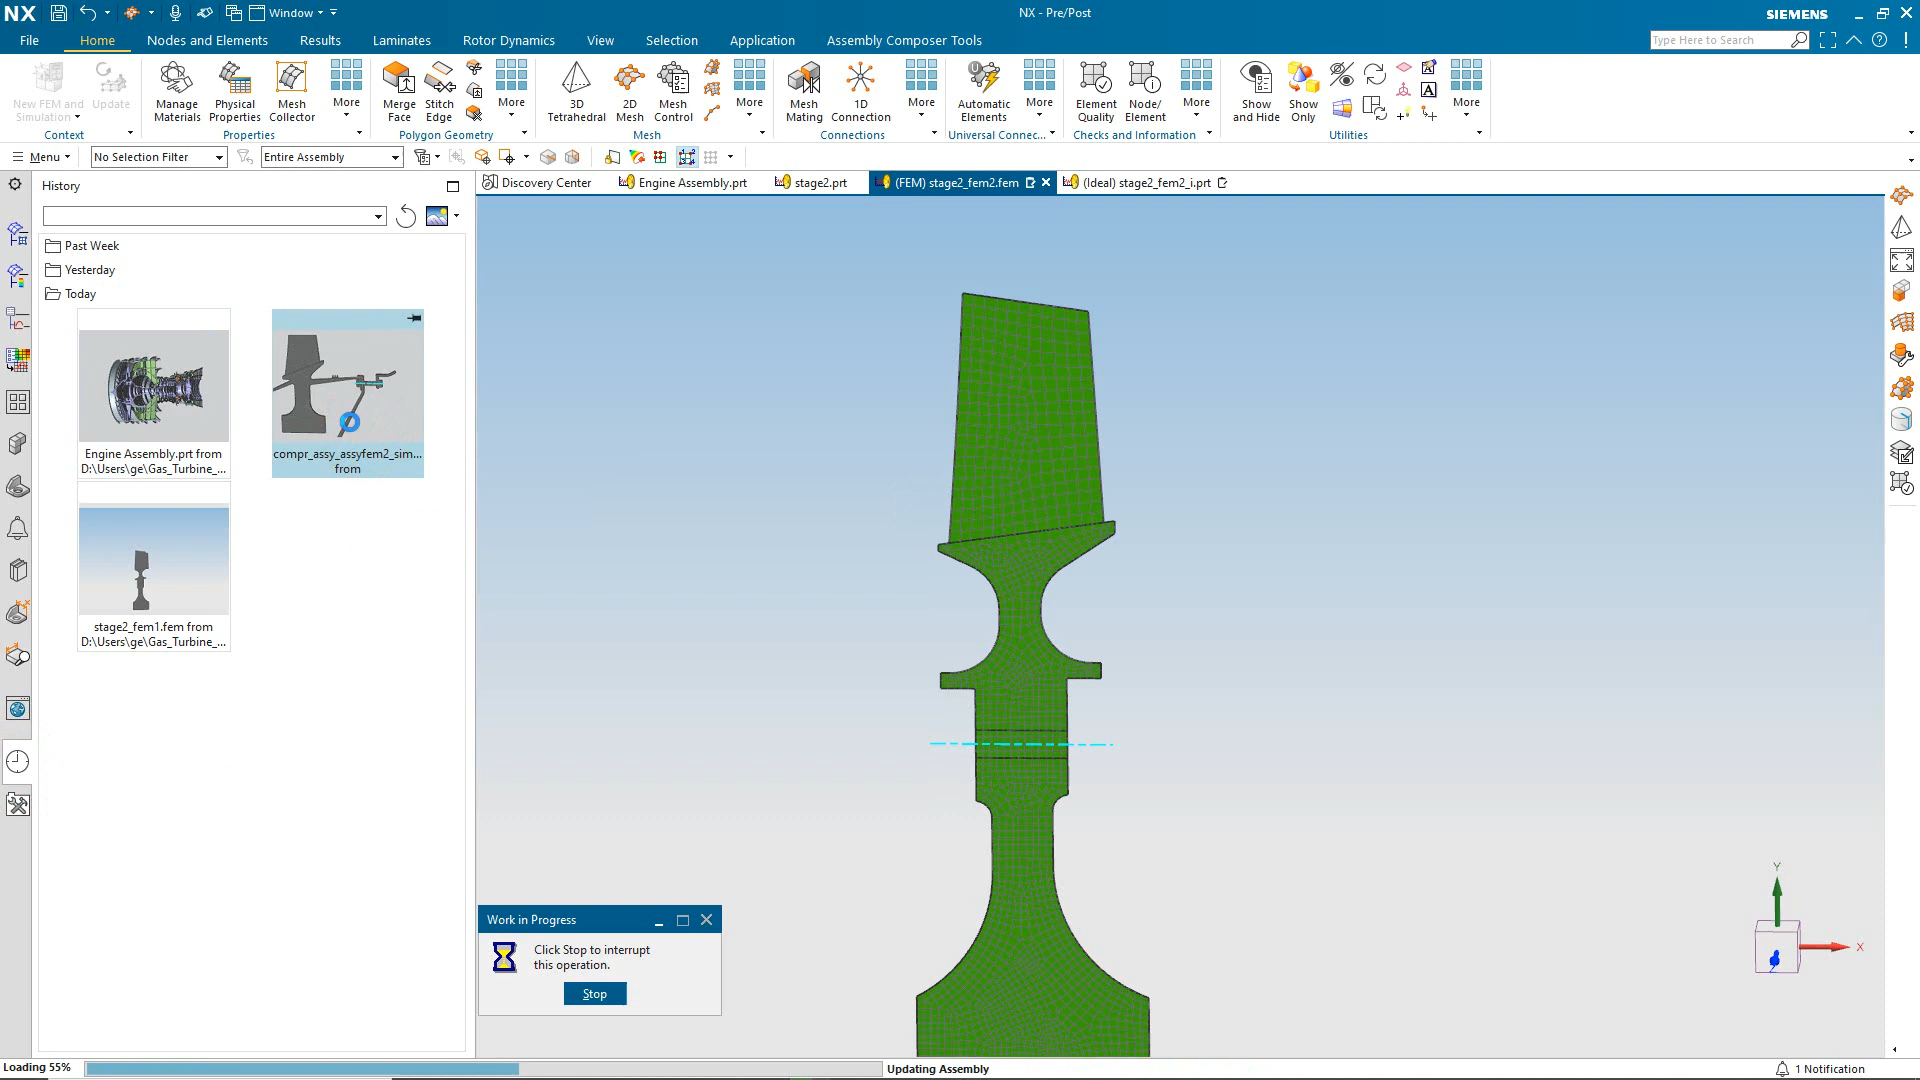 NX
Window
NX - Pre/Post
SIEMENS
File
Home
Nodes and Elements
Results
Laminates
Rotor Dynamics
View
Selection
Application
Assembly Composer Tools
Type Here to Search
New FEM and Simulation
Update
Manage Materials
Physical Properties
Mesh Collector
More
Merge Face
Stitch Edge
More
3D Tetrahedral
2D Mesh
Mesh Control
More
Mesh Mating
1D Connection
More
Automatic Elements
More
Element Quality
Node/ Element
More
Show and Hide
Show Only
More
Context
Properties
Polygon Geometry
Mesh
Connections
Universal Connec...
Checks and Information
Utilities
Menu
No Selection Filter
Entire Assembly
History
Discovery Center
Engine Assembly.prt
stage2.prt
(FEM) stage2_fem2.fem
(Ideal) stage2_fem2_i.prt
Past Week
Yesterday
Today
Engine Assembly.prt from
D:\Users\ge\Gas_Turbine_...
compr_assy_assyfem2_sim...
from
stage2_fem1.fem from
D:\Users\ge\Gas_Turbine_...
Work in Progress
Click Stop to interrupt
this operation.
Stop
Y
X
Z
Loading 55%
Updating Assembly
1 Notification